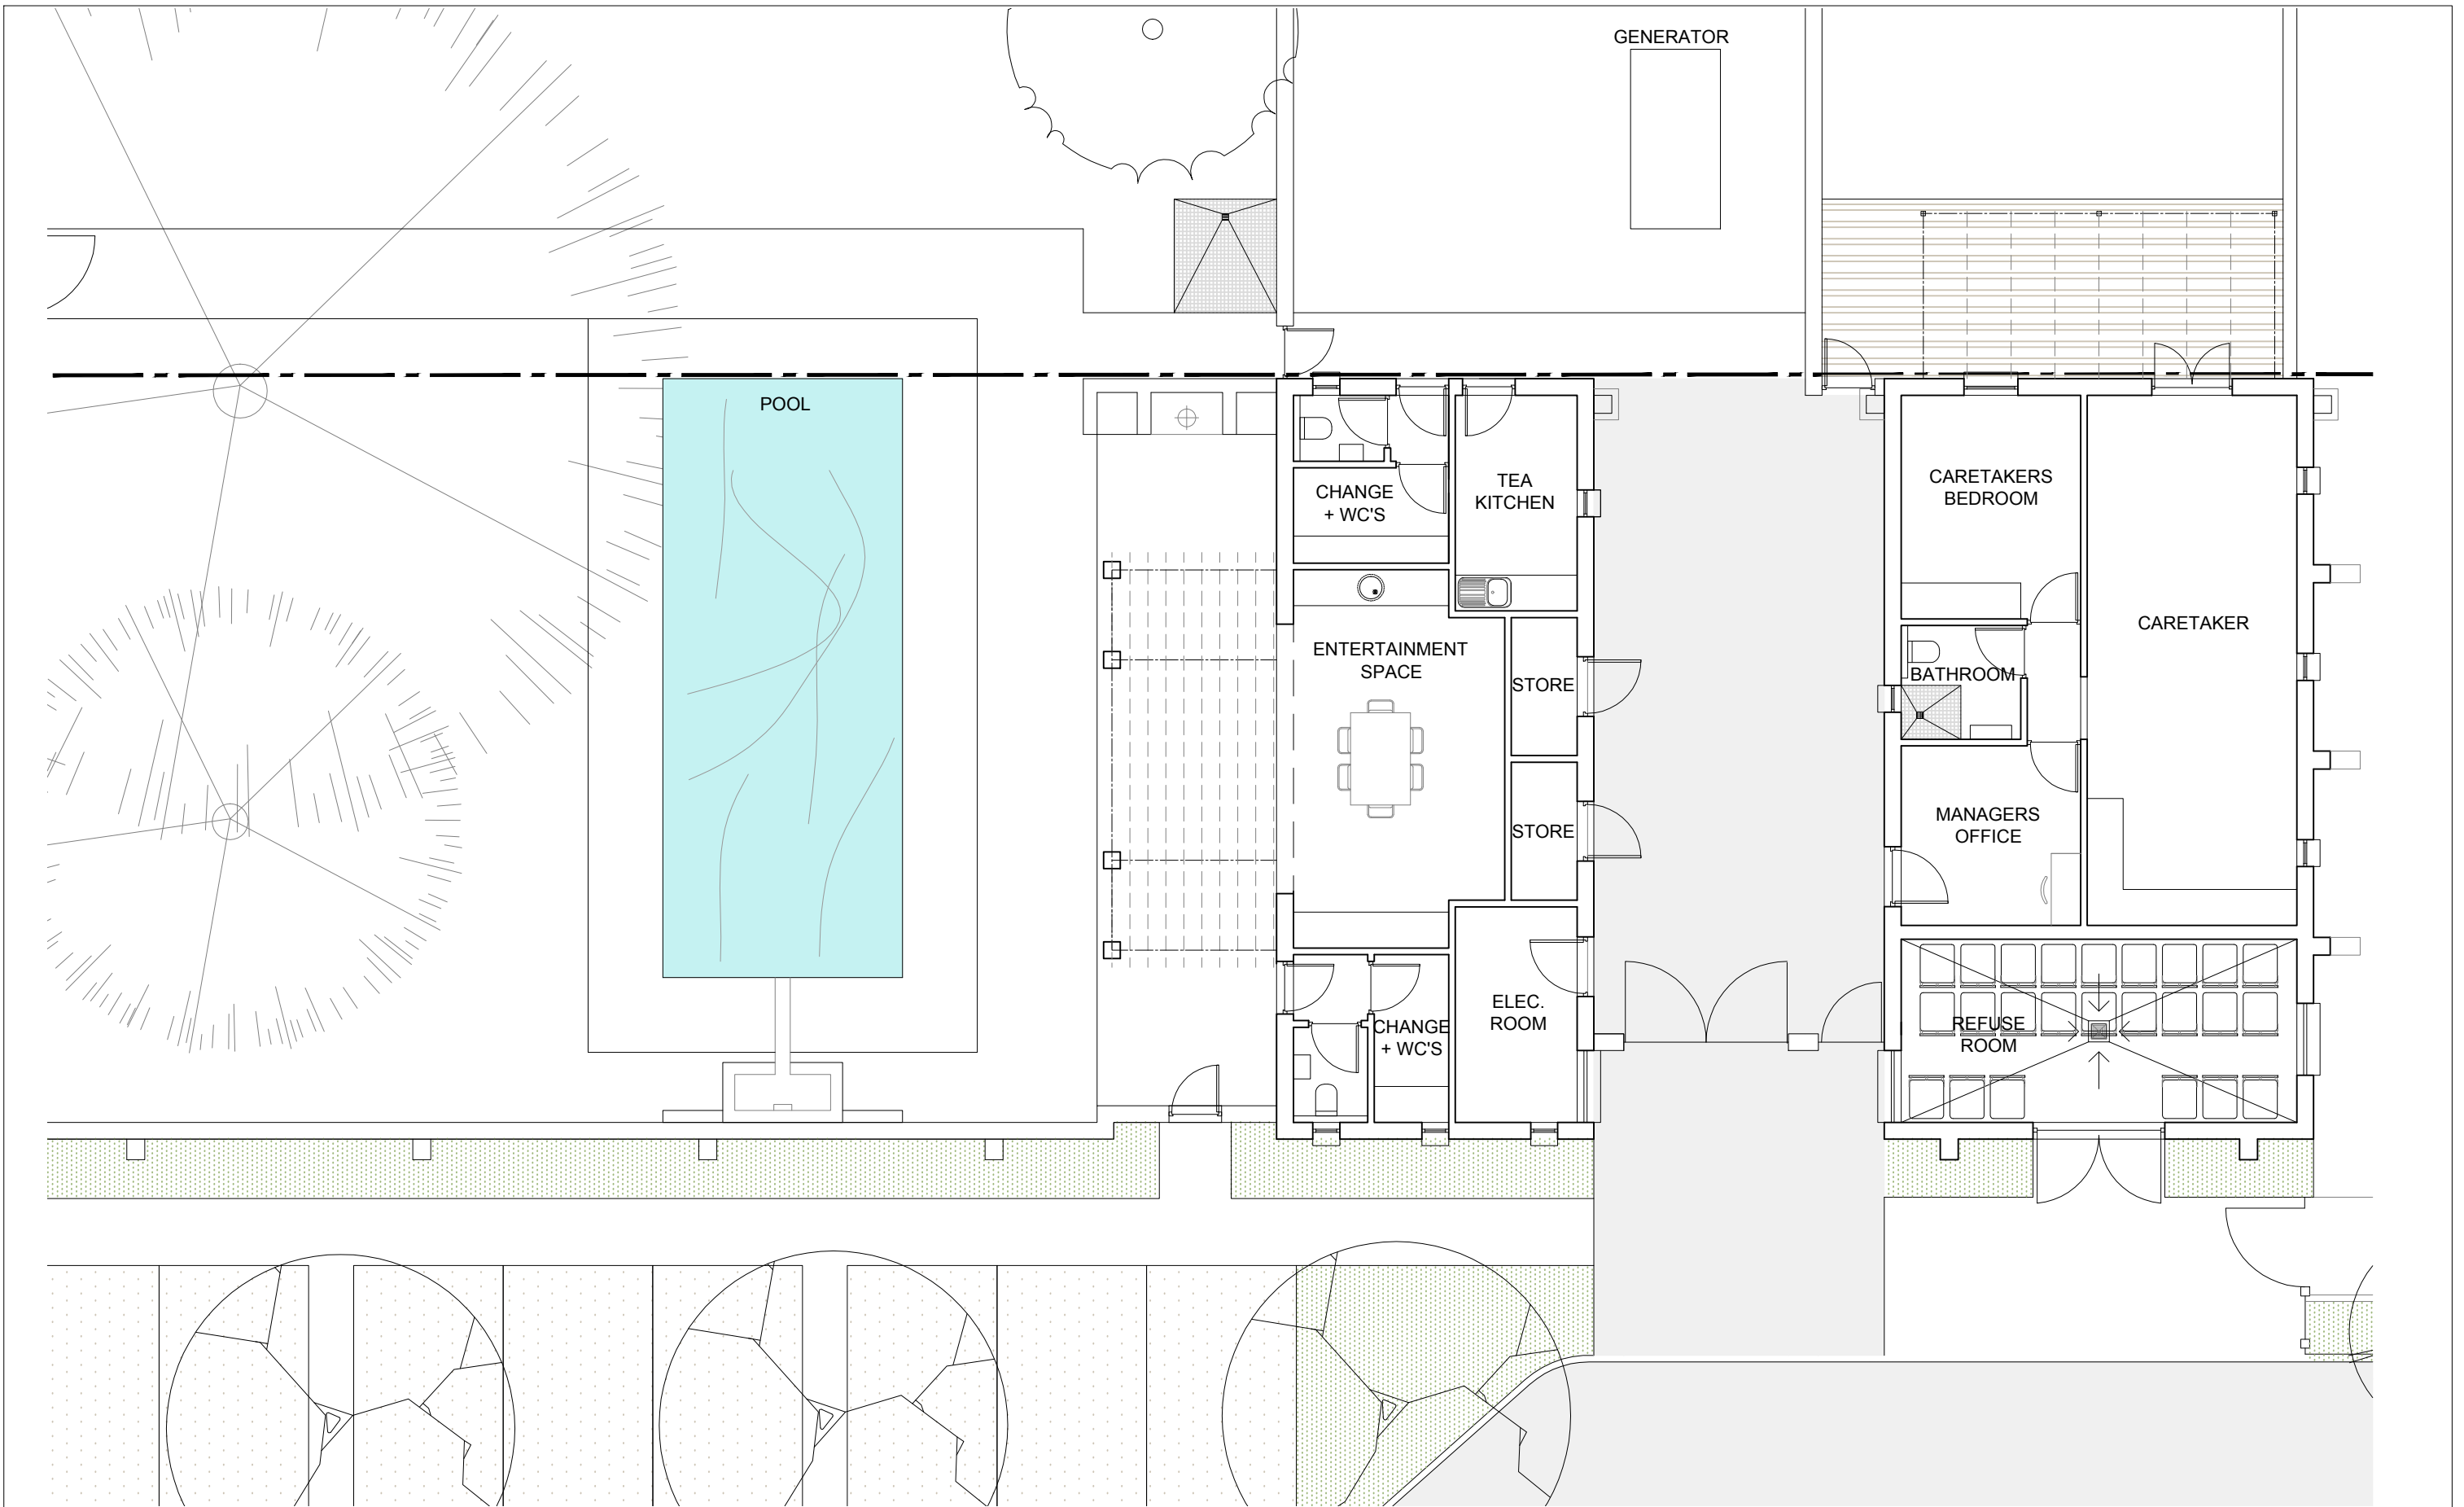 GENERATOR
POOL
CHANGE
+ WC'S
TEA
KITCHEN
CARETAKERS
BEDROOM
ENTERTAINMENT
SPACE
STORE
CARETAKER
BATHROOM
STORE
MANAGERS
OFFICE
ELEC.
ROOM
CHANGE
+ WC'S
REFUSE
ROOM